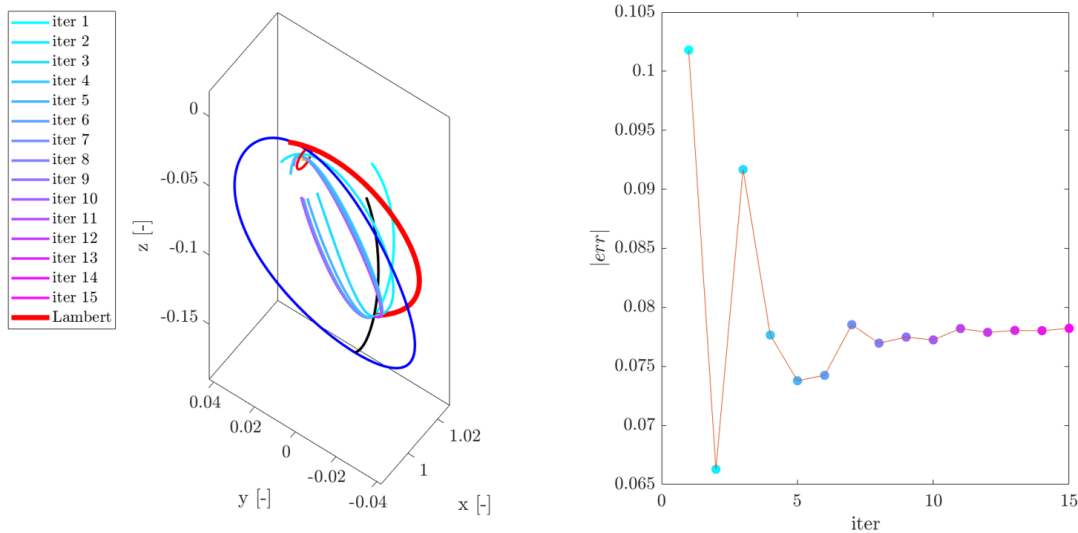 iter 1
iter 2
iter 3
iter 4
iter 5
iter 6
iter 7
iter 8
iter 9
iter 10
iter 11
iter 12
iter 13
iter 14
iter 15
Lambert
0
-0.05
-0.1
-0.15
z [-]
0.04
0.02
0
-0.02
-0.04
y [-]
1.02
1
x [-]
0.105
0.1
0.095
0.09
0.085
0.08
0.075
0.07
0.065
|err|
0
5
10
15
iter